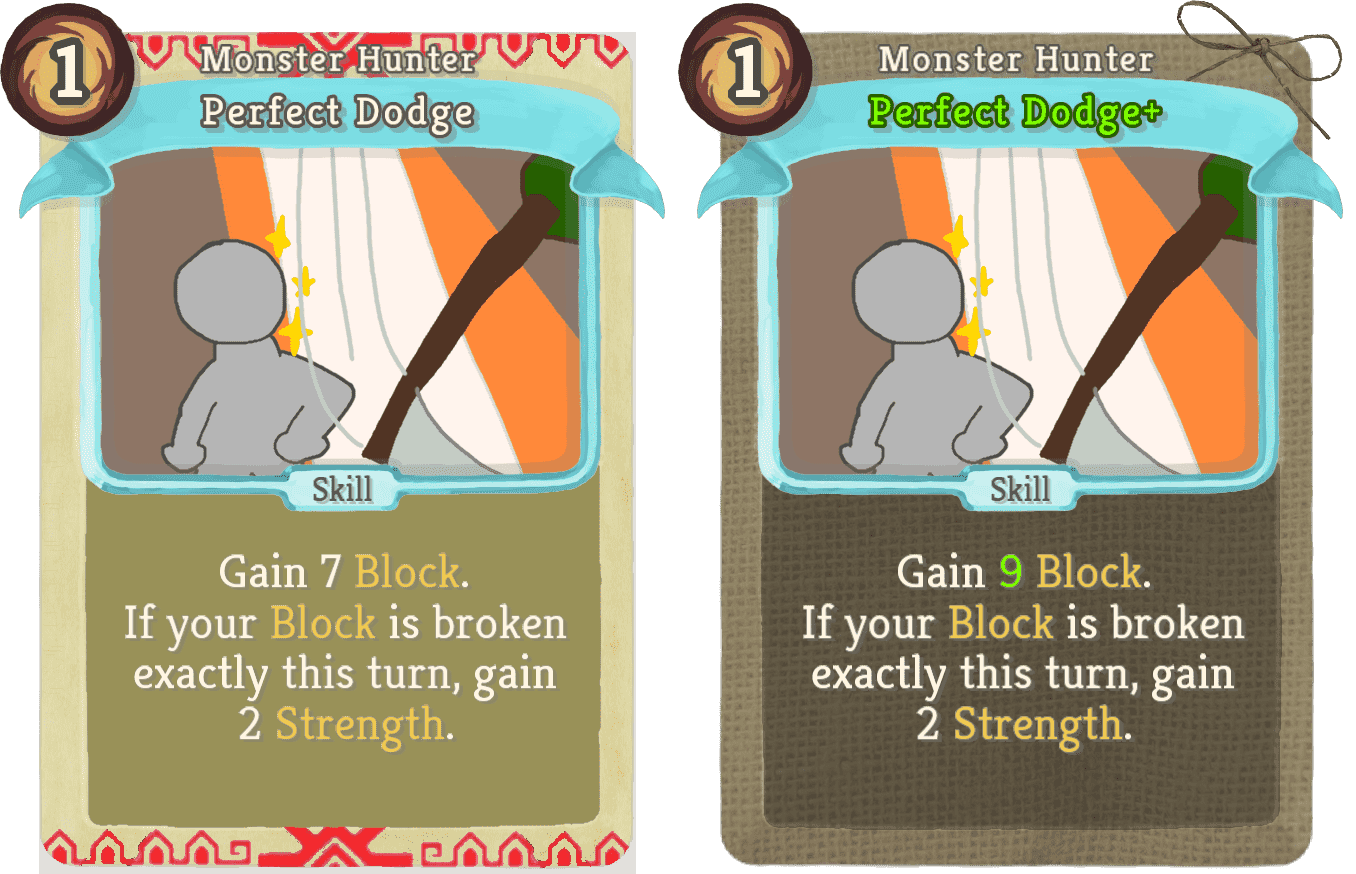 1
Monster Hunter
Perfect Dodge
Skill
Gain 7 Block.
If your Block is broken
exactly this turn, gain
2 Strength.
1
Monster Hunter
Perfect Dodge+
Skill
Gain 9 Block.
If your Block is broken
exactly this turn, gain
2 Strength.